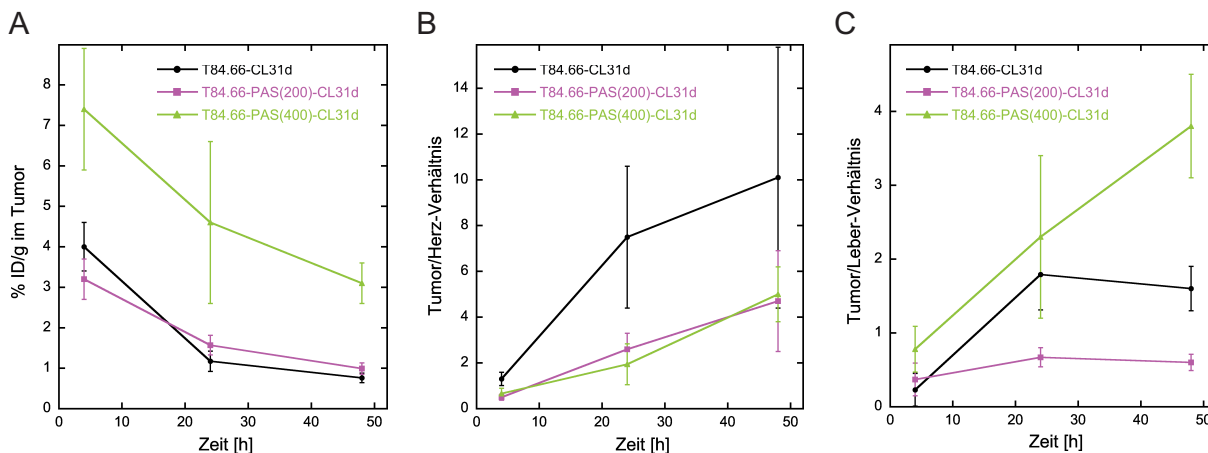 A
% ID/g im Tumor
8
7
6
5
4
3
2
1
0
T84.66-CL31d
T84.66-PAS(200)-CL31d
T84.66-PAS(400)-CL31d
0 10 20 30 40 50
Zeit [h]
B
Tumor/Herz-Verhältnis
14
12
10
8
6
4
2
0
T84.66-CL31d
T84.66-PAS(200)-CL31d
T84.66-PAS(400)-CL31d
0 10 20 30 40 50
Zeit [h]
C
Tumor/Leber-Verhältnis
4
3
2
1
0
T84.66-CL31d
T84.66-PAS(200)-CL31d
T84.66-PAS(400)-CL31d
0 10 20 30 40 50
Zeit [h]